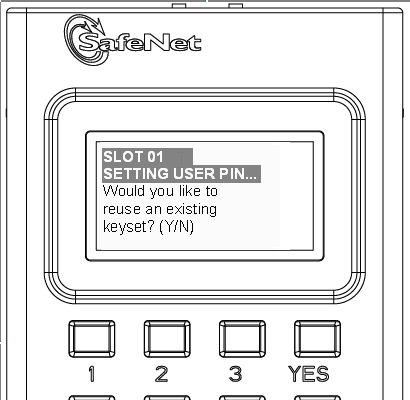 SafeNet
SLOT 01
SETTING USER PIN...
Would you like to
reuse an existing
keyset? (Y/N)
1 2 3 YES